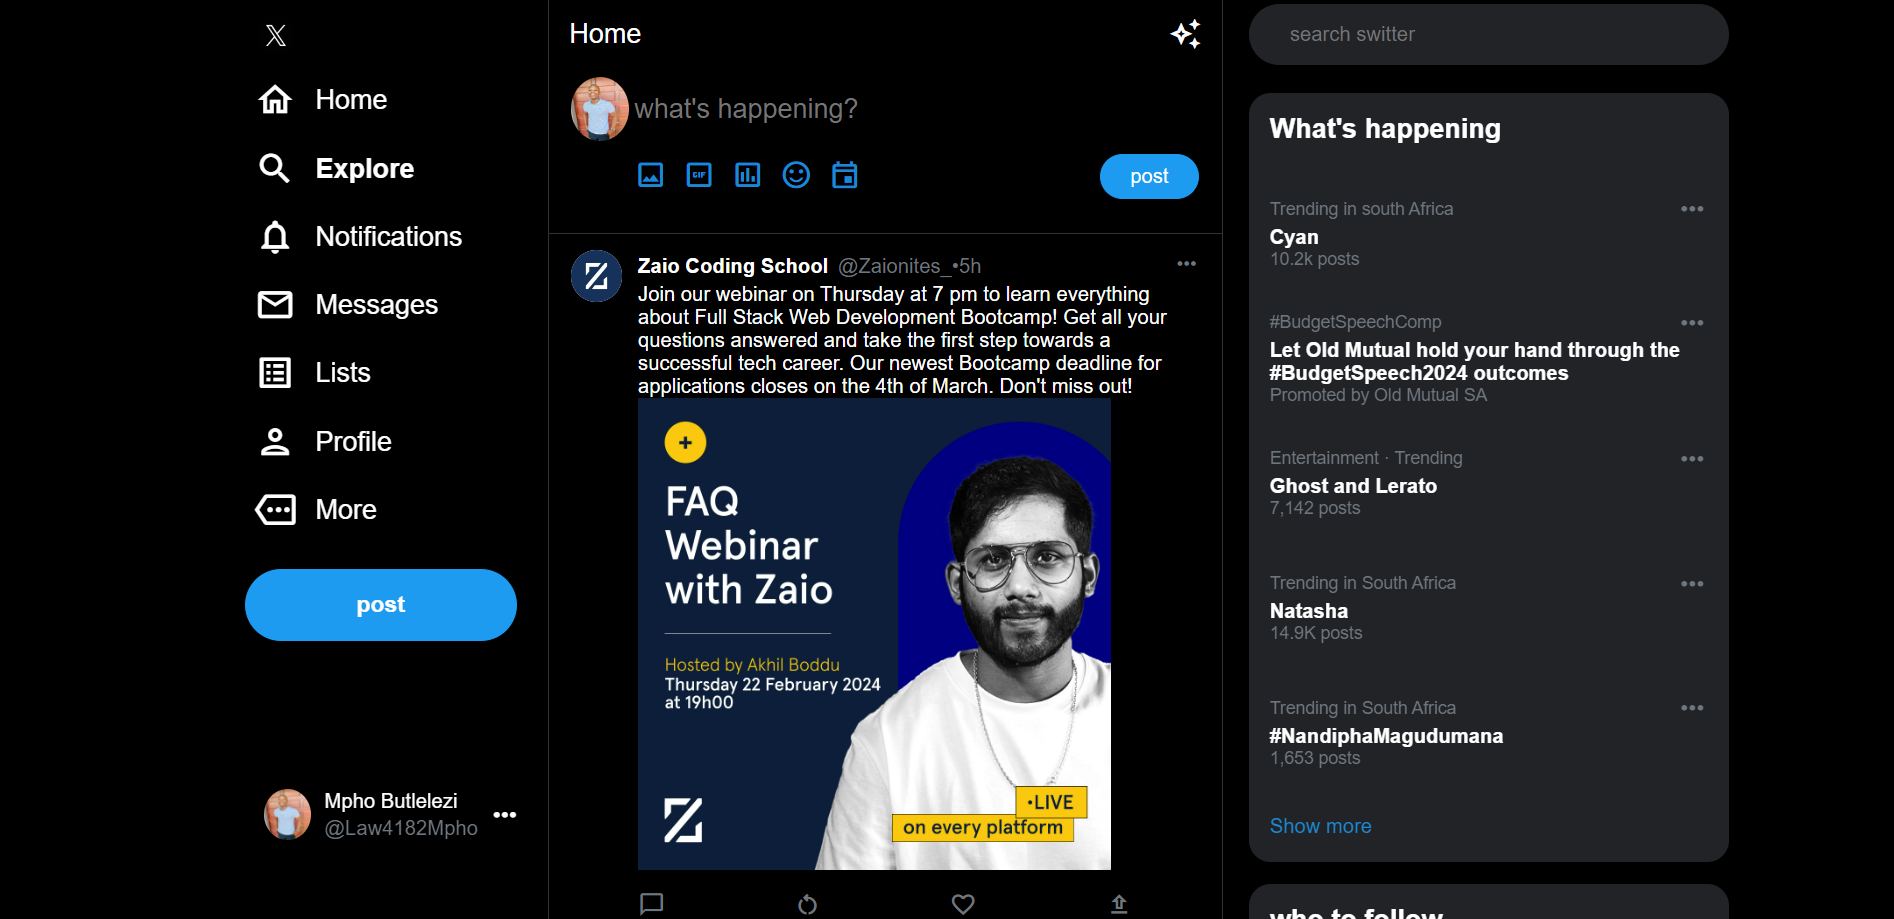 𝕏
Home
Explore
Notifications
Messages
Lists
Profile
More
post
Mpho Butlelezi
@Law4182Mpho
Home
what's happening?
GIF
post
Zaio Coding School @Zaionites_•5h
Join our webinar on Thursday at 7 pm to learn everything
about Full Stack Web Development Bootcamp! Get all your
questions answered and take the first step towards a
successful tech career. Our newest Bootcamp deadline for
applications closes on the 4th of March. Don't miss out!
FAQ
Webinar
with Zaio
Hosted by Akhil Boddu
Thursday 22 February 2024
at 19h00
•LIVE
on every platform
search switter
What's happening
Trending in south Africa
Cyan
10.2k posts
#BudgetSpeechComp
Let Old Mutual hold your hand through the
#BudgetSpeech2024 outcomes
Promoted by Old Mutual SA
Entertainment · Trending
Ghost and Lerato
7,142 posts
Trending in South Africa
Natasha
14.9K posts
Trending in South Africa
#NandiphaMagudumana
1,653 posts
Show more
who to follow